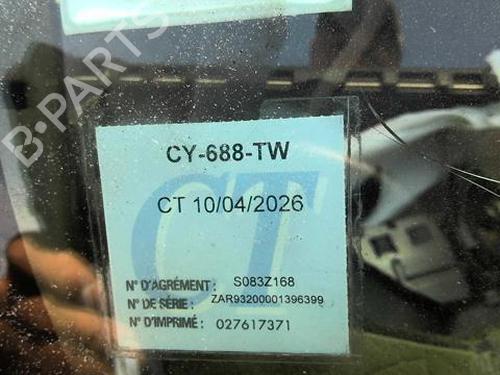 B-PARTS
CY-688-TW
CT 10/04/2026
CT
N° D'AGRÉMENT: S083Z168
N° DE SÉRIE: ZAR93200001396399
N° D'IMPRIMÉ: 027617371